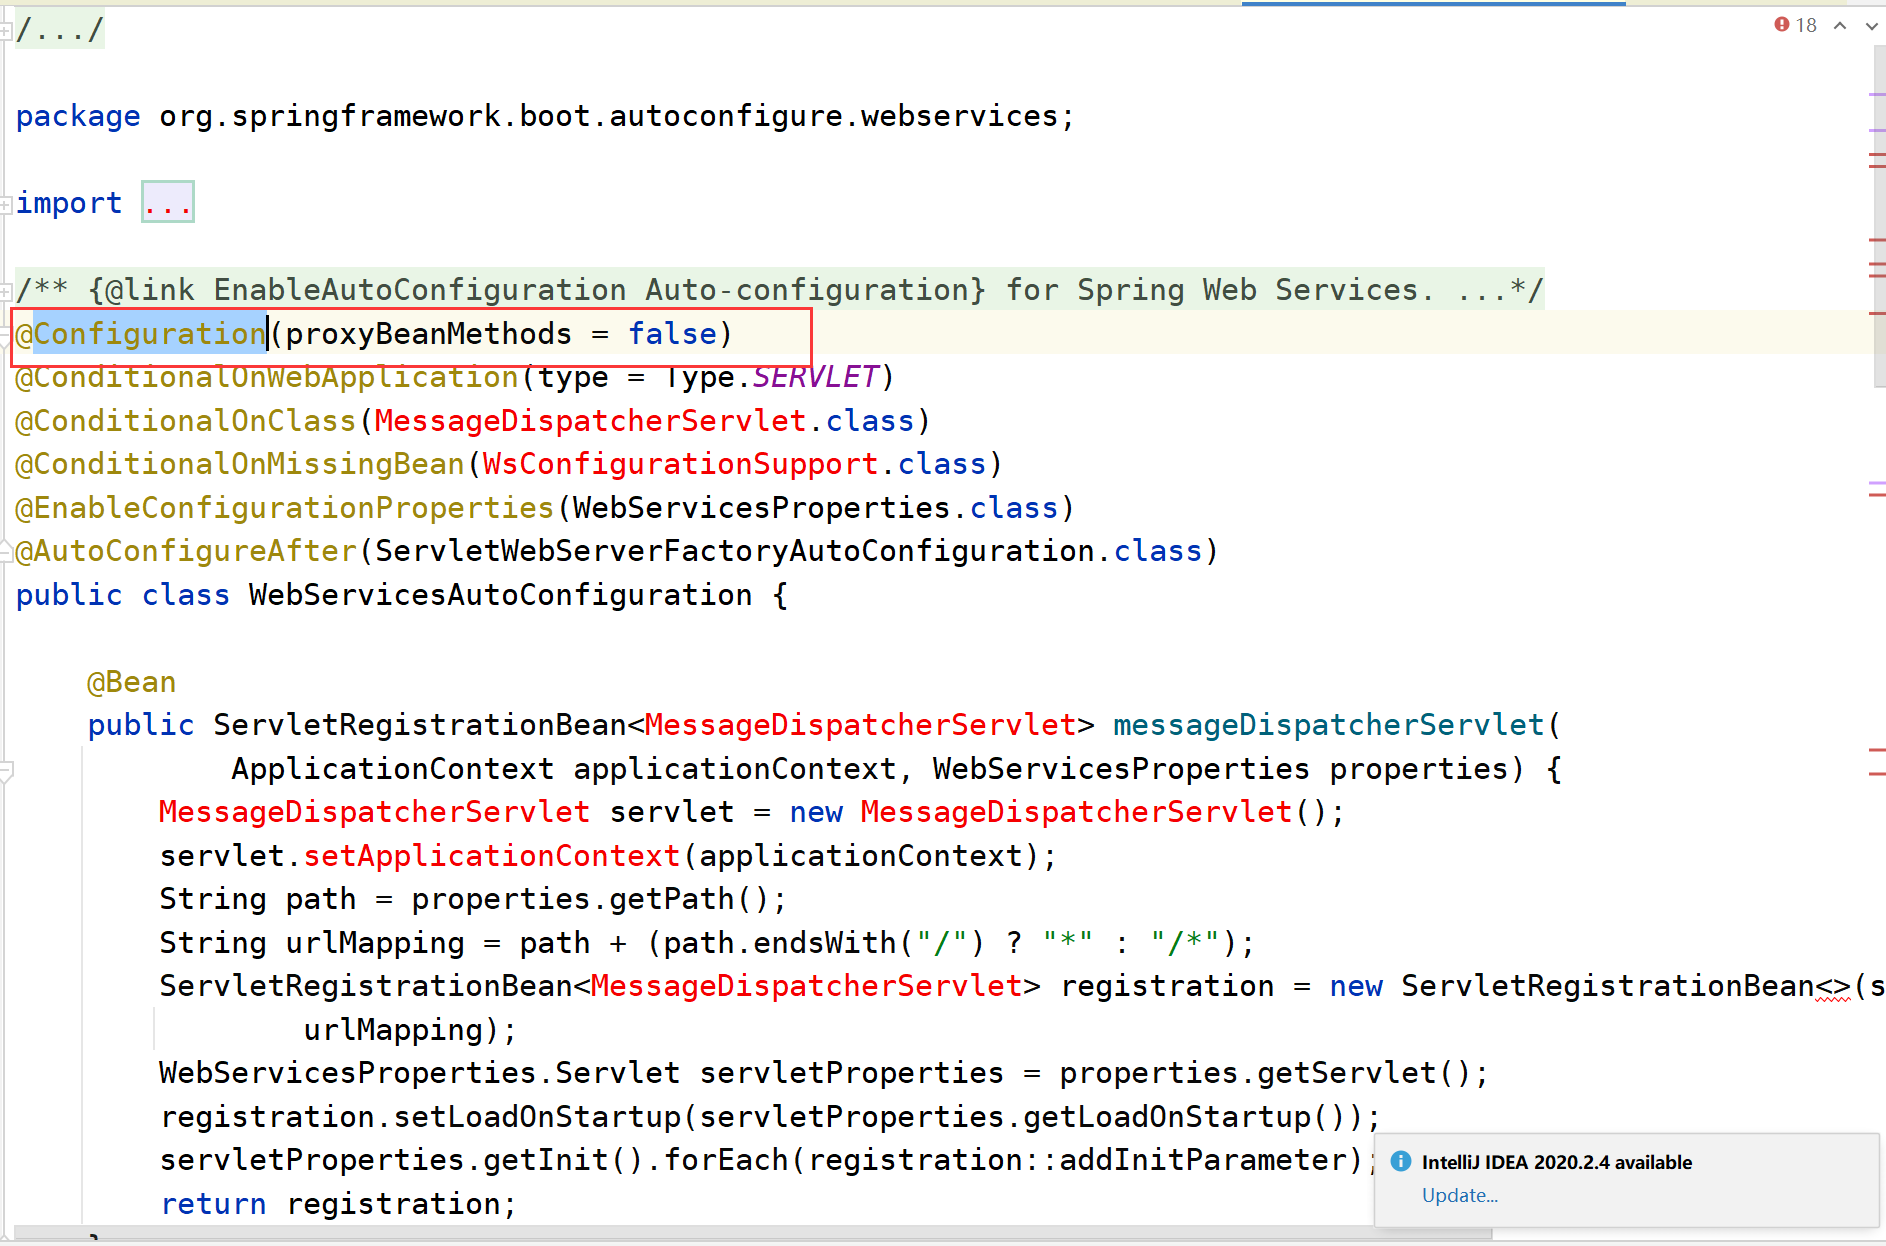 /.../
18
package org.springframework.boot.autoconfigure.webservices;
import ...
/** {@link EnableAutoConfiguration Auto-configuration} for Spring Web Services. ...*/
@Configuration(proxyBeanMethods = false)
@ConditionalOnWebApplication(type = Type.SERVLET)
@ConditionalOnClass(MessageDispatcherServlet.class)
@ConditionalOnMissingBean(WsConfigurationSupport.class)
@EnableConfigurationProperties(WebServicesProperties.class)
@AutoConfigureAfter(ServletWebServerFactoryAutoConfiguration.class)
public class WebServicesAutoConfiguration {
@Bean
public ServletRegistrationBean<MessageDispatcherServlet> messageDispatcherServlet(
ApplicationContext applicationContext, WebServicesProperties properties) {
MessageDispatcherServlet servlet = new MessageDispatcherServlet();
servlet.setApplicationContext(applicationContext);
String path = properties.getPath();
String urlMapping = path + (path.endsWith("/") ? "*" : "/*");
ServletRegistrationBean<MessageDispatcherServlet> registration = new ServletRegistrationBean<>(s
urlMapping);
WebServicesProperties.Servlet servletProperties = properties.getServlet();
registration.setLoadOnStartup(servletProperties.getLoadOnStartup());
servletProperties.getInit().forEach(registration::addInitParameter);
return registration;
}
IntelliJ IDEA 2020.2.4 available
Update...